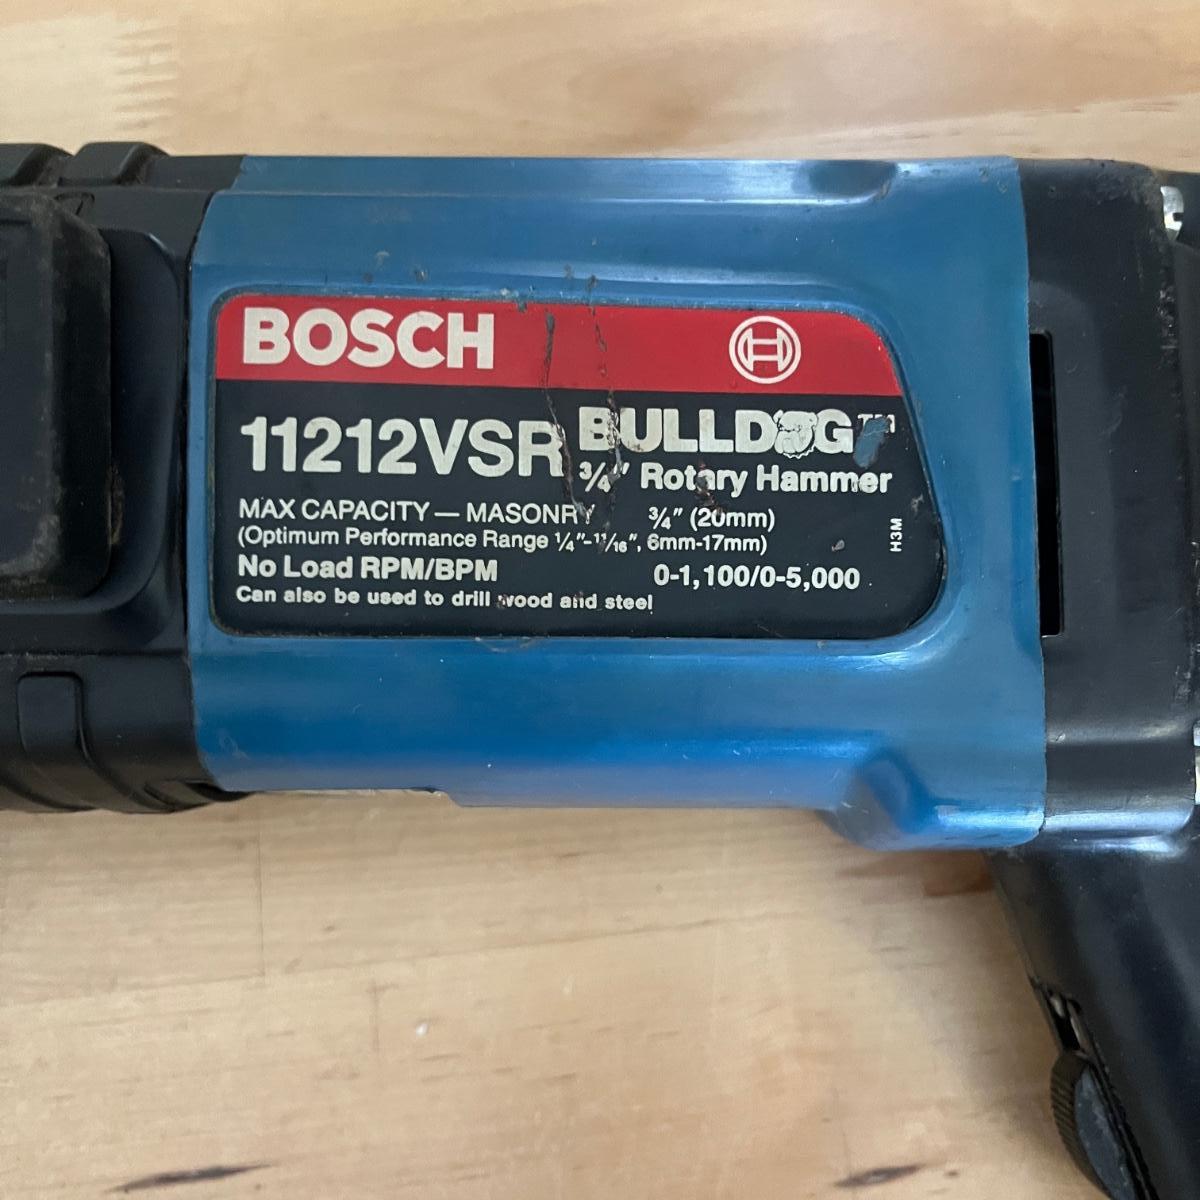 BOSCH
11212VSR BULLDOG™
3/4" Rotary Hammer
MAX CAPACITY — MASONRY 3/4" (20mm)
(Optimum Performance Range 1/4"-11/16", 6mm-17mm)
No Load RPM/BPM 0-1,100/0-5,000
Can also be used to drill wood and steel
H3M